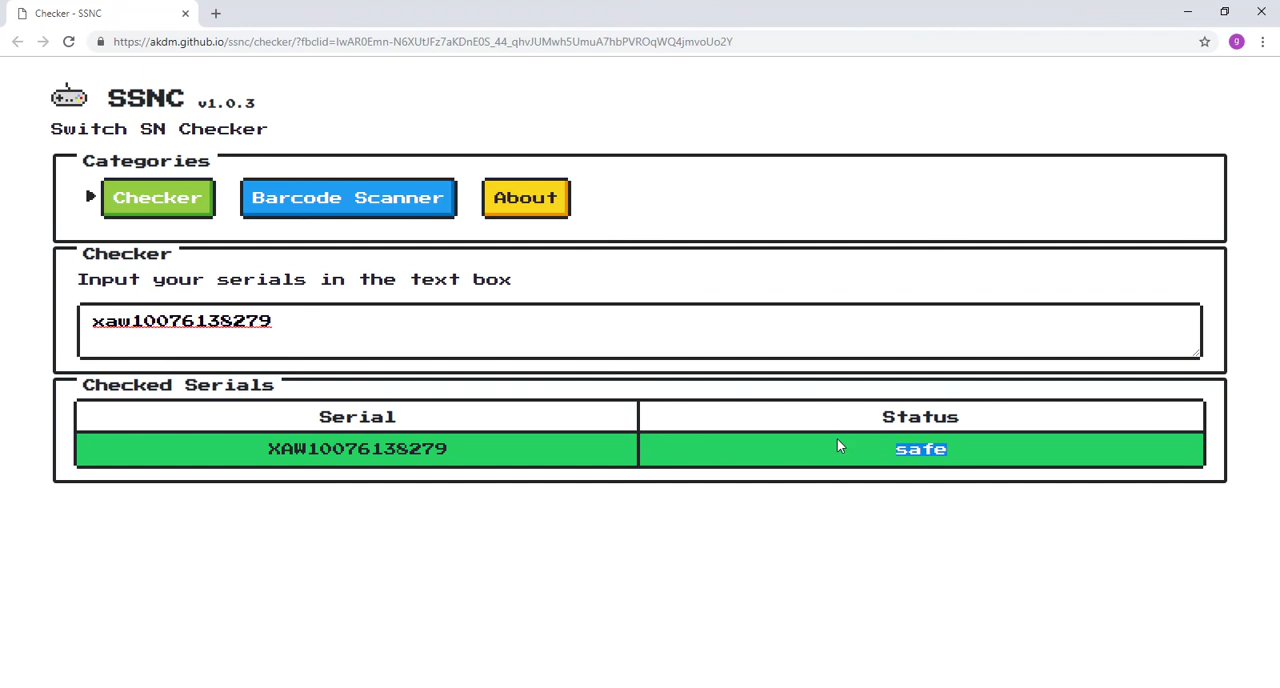 Checker - SSNC
https://akdm.github.io/ssnc/checker/?fbclid=IwAR0Emn-N6XUtJFz7aKDnE0S_44_qhvJUMwh5UmuA7hbPVROqWQ4jmvoUo2Y
g
SSNC v1.0.3
Switch SN Checker
Categories
Checker Barcode Scanner About
Checker
Input your serials in the text box
xaw10076138279
Checked Serials
Serial Status
XAW10076138279 safe